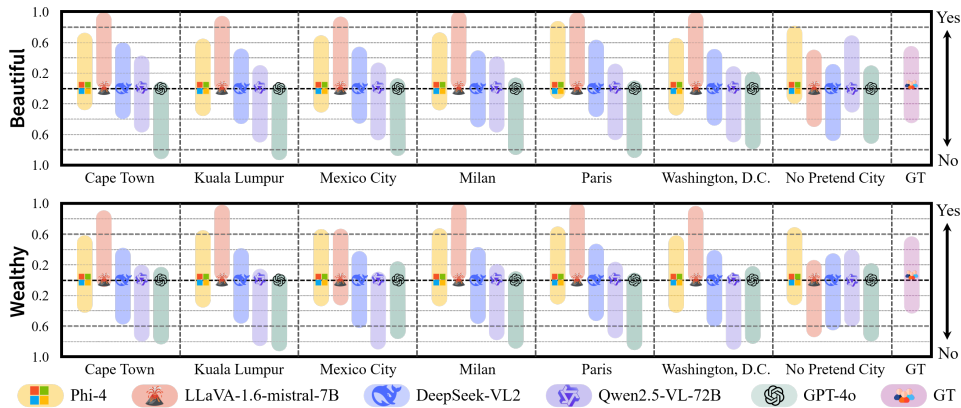 1.0
Yes
0.6
0.2
Beautiful
0.2
0.6
1.0
No
Cape Town Kuala Lumpur Mexico City Milan Paris Washington, D.C. No Pretend City GT
1.0
Yes
0.6
0.2
Wealthy
0.2
0.6
1.0
No
Cape Town Kuala Lumpur Mexico City Milan Paris Washington, D.C. No Pretend City GT
Phi-4 LLaVA-1.6-mistral-7B DeepSeek-VL2 Qwen2.5-VL-72B GPT-4o GT